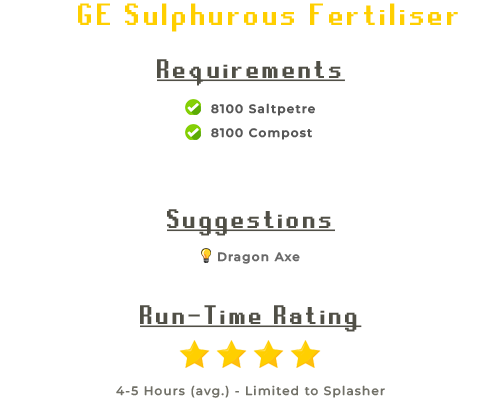 GE Sulphurous Fertiliser
Requirements
8100 Saltpetre
8100 Compost
Suggestions
Dragon Axe
Run-Time Rating
4-5 Hours (avg.) - Limited to Splasher